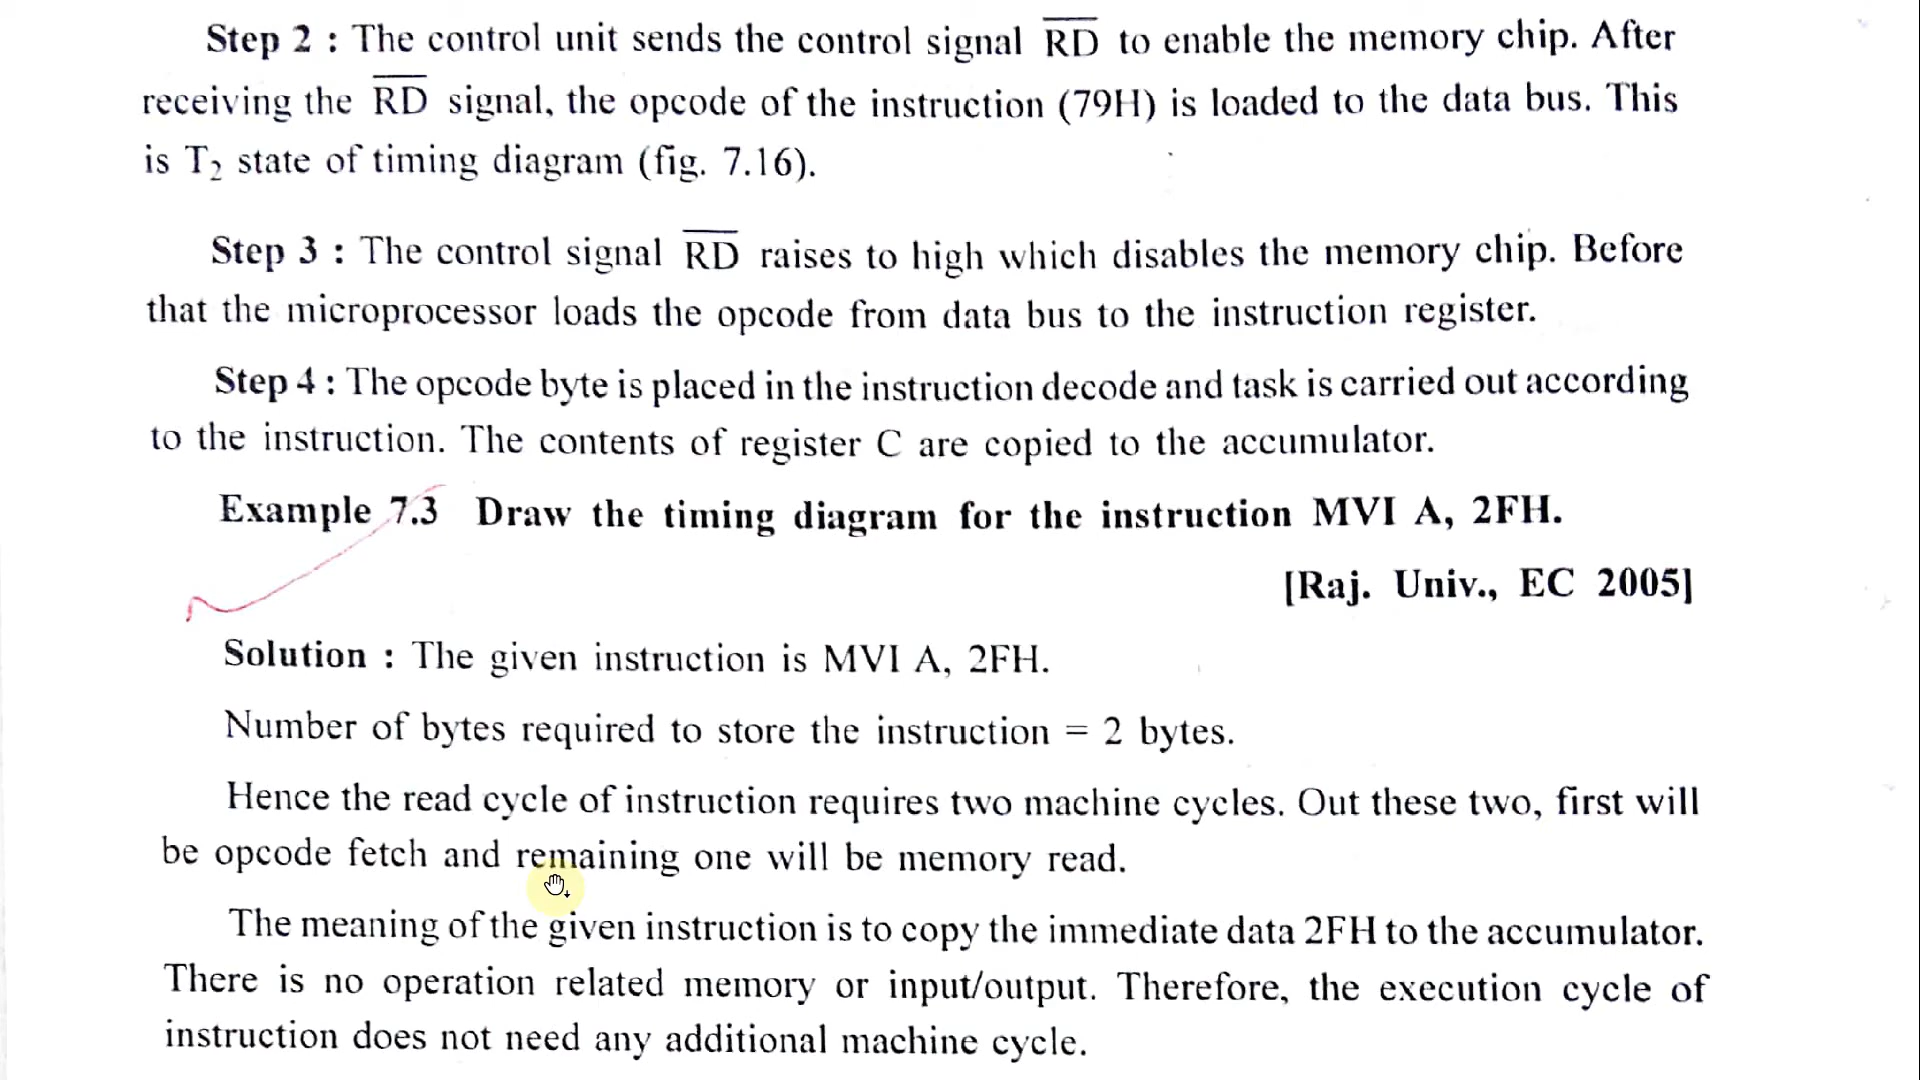 Step 2 : The control unit sends the control signal R̅D̅ to enable the memory chip. After
receiving the R̅D̅ signal, the opcode of the instruction (79H) is loaded to the data bus. This
is T₂ state of timing diagram (fig. 7.16).
Step 3 : The control signal R̅D̅ raises to high which disables the memory chip. Before
that the microprocessor loads the opcode from data bus to the instruction register.
Step 4 : The opcode byte is placed in the instruction decode and task is carried out according
to the instruction. The contents of register C are copied to the accumulator.
Example 7.3 Draw the timing diagram for the instruction MVI A, 2FH.
[Raj. Univ., EC 2005]
Solution : The given instruction is MVI A, 2FH.
Number of bytes required to store the instruction = 2 bytes.
Hence the read cycle of instruction requires two machine cycles. Out these two, first will
be opcode fetch and remaining one will be memory read.
The meaning of the given instruction is to copy the immediate data 2FH to the accumulator.
There is no operation related memory or input/output. Therefore, the execution cycle of
instruction does not need any additional machine cycle.